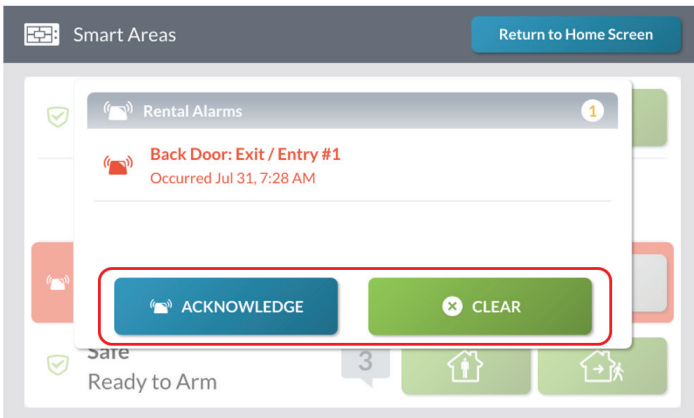 Smart Areas
Return to Home Screen
Rental Alarms
1
Back Door: Exit / Entry #1
Occurred Jul 31, 7:28 AM
ACKNOWLEDGE
CLEAR
Safe
3
Ready to Arm